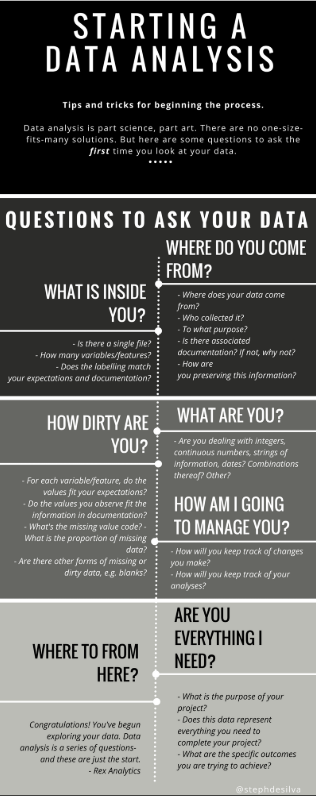 STARTING A
DATA ANALYSIS
Tips and tricks for beginning the process.
Data analysis is part science, part art. There are no one-size-
fits-many solutions. But here are some questions to ask the
first time you look at your data.
QUESTIONS TO ASK YOUR DATA
WHERE DO YOU COME
FROM?
- Where does your data come
from?
- Who collected it?
- To what purpose?
- Is there associated
documentation? If not, why not?
- How are
you preserving this information?
WHAT IS INSIDE
YOU?
- Is there a single file?
- How many variables/features?
- Does the labelling match
your expectations and documentation?
WHAT ARE YOU?
- Are you dealing with integers,
continuous numbers, strings of
information, dates? Combinations
thereof? Other?
HOW DIRTY ARE
YOU?
- For each variable/feature, do the
values fit your expectations?
- Do the values you observe fit the
information in documentation?
- What's the missing value code? -
What is the proportion of missing
data?
- Are there other forms of missing or
dirty data, e.g. blanks?
HOW AM I GOING
TO MANAGE YOU?
- How will you keep track of changes
you make?
- How will you keep track of your
analyses?
ARE YOU
EVERYTHING I
NEED?
- What is the purpose of your
project?
- Does this data represent
everything you need to
complete your project?
- What are the specific outcomes
you are trying to achieve?
WHERE TO FROM
HERE?
Congratulations! You've begun
exploring your data. Data
analysis is a series of questions-
and these are just the start.
- Rex Analytics
@stephdesilva